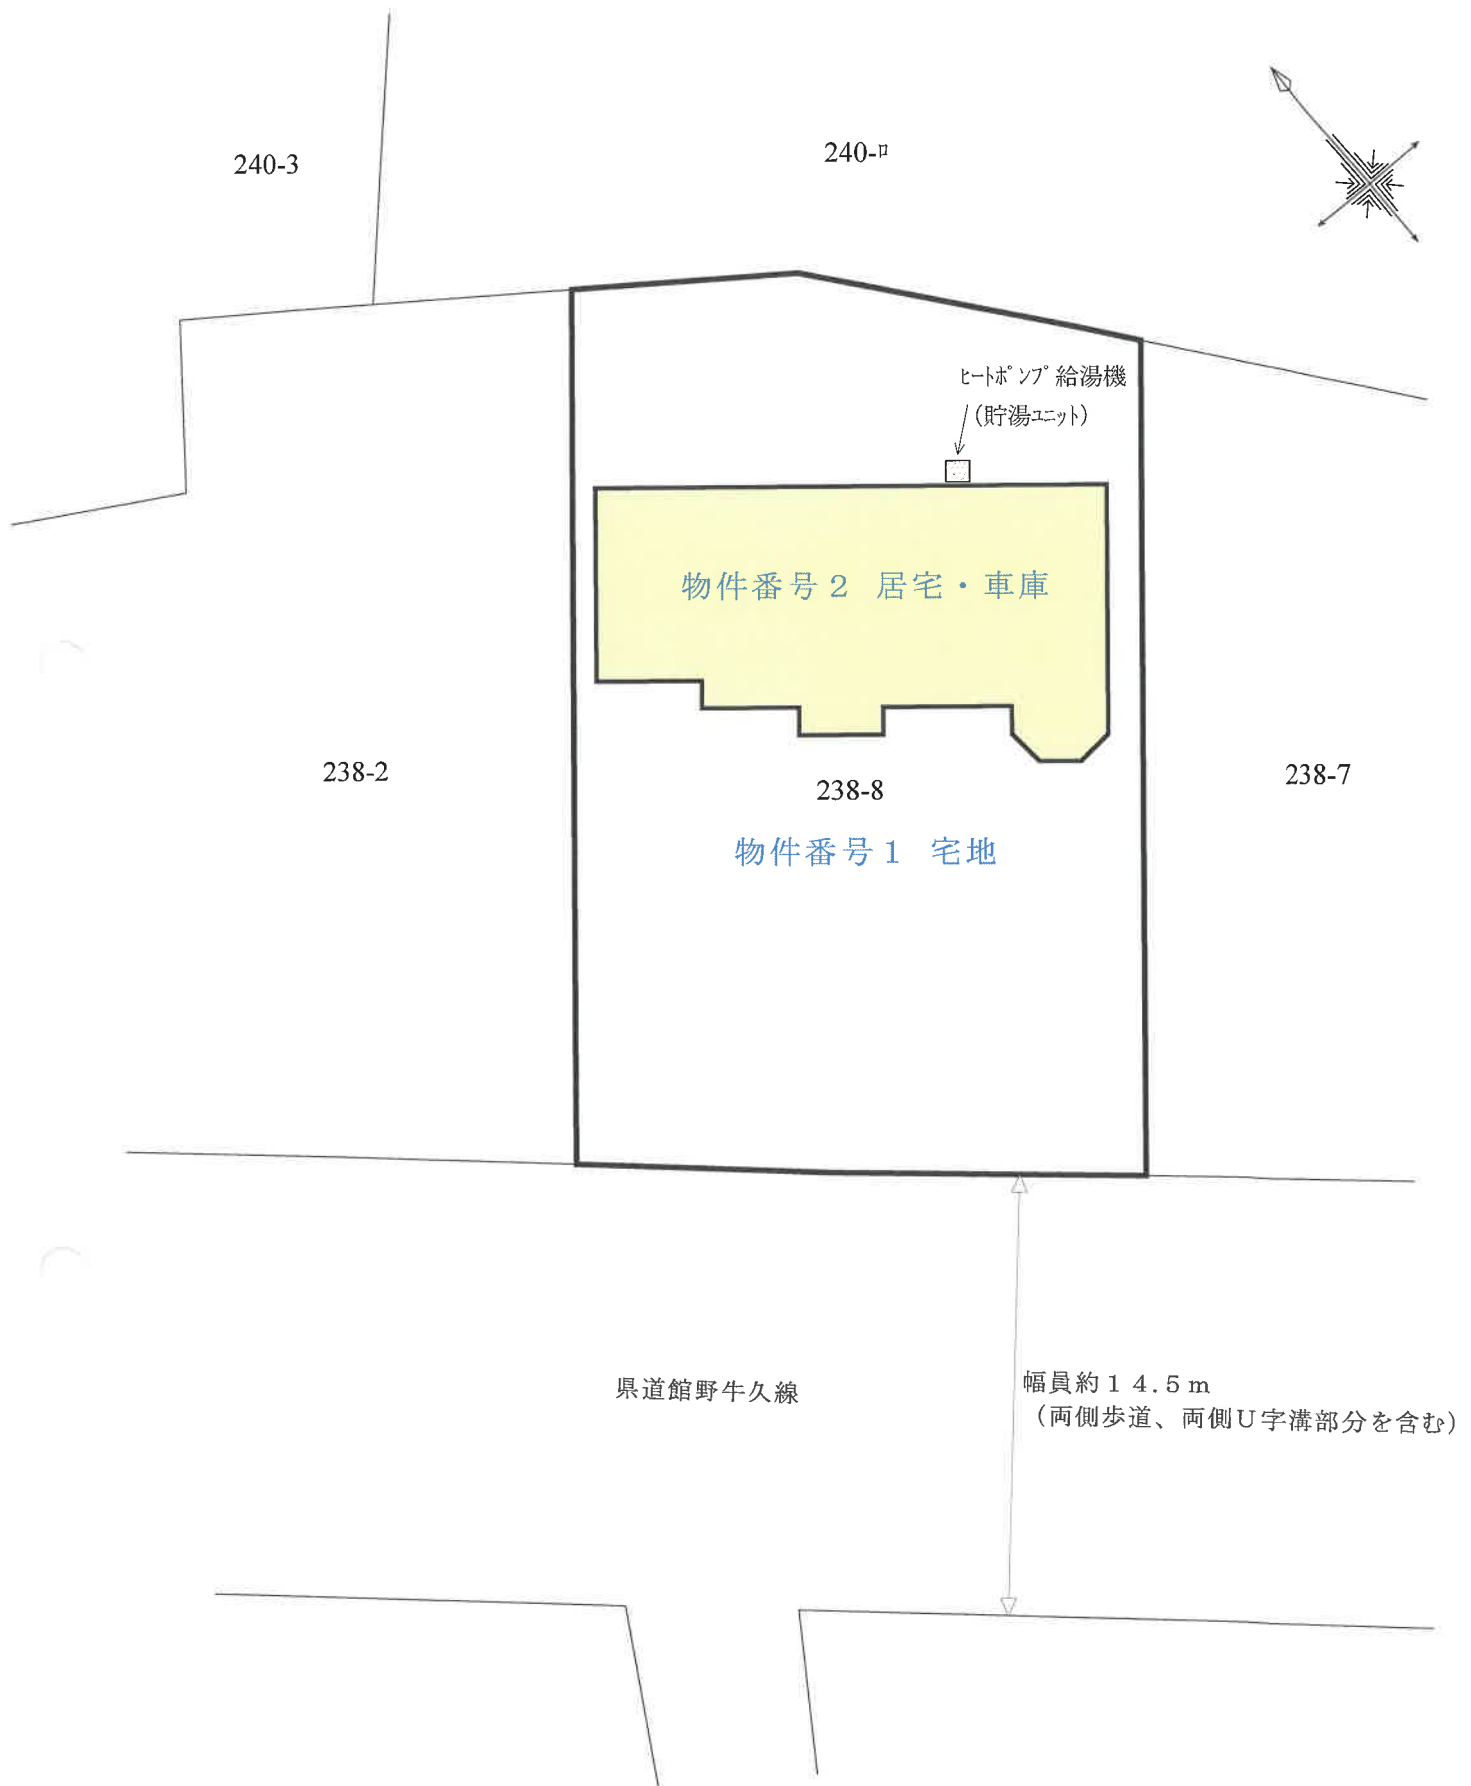 240-3
240-ロ
ﾋｰﾄﾎﾟﾝﾌﾟ給湯機
（貯湯ﾕﾆｯﾄ）
物件番号２ 居宅・車庫
238-2
238-8
238-7
物件番号１ 宅地
県道館野牛久線
幅員約１４.５ｍ
（両側歩道、両側Ｕ字溝部分を含む）